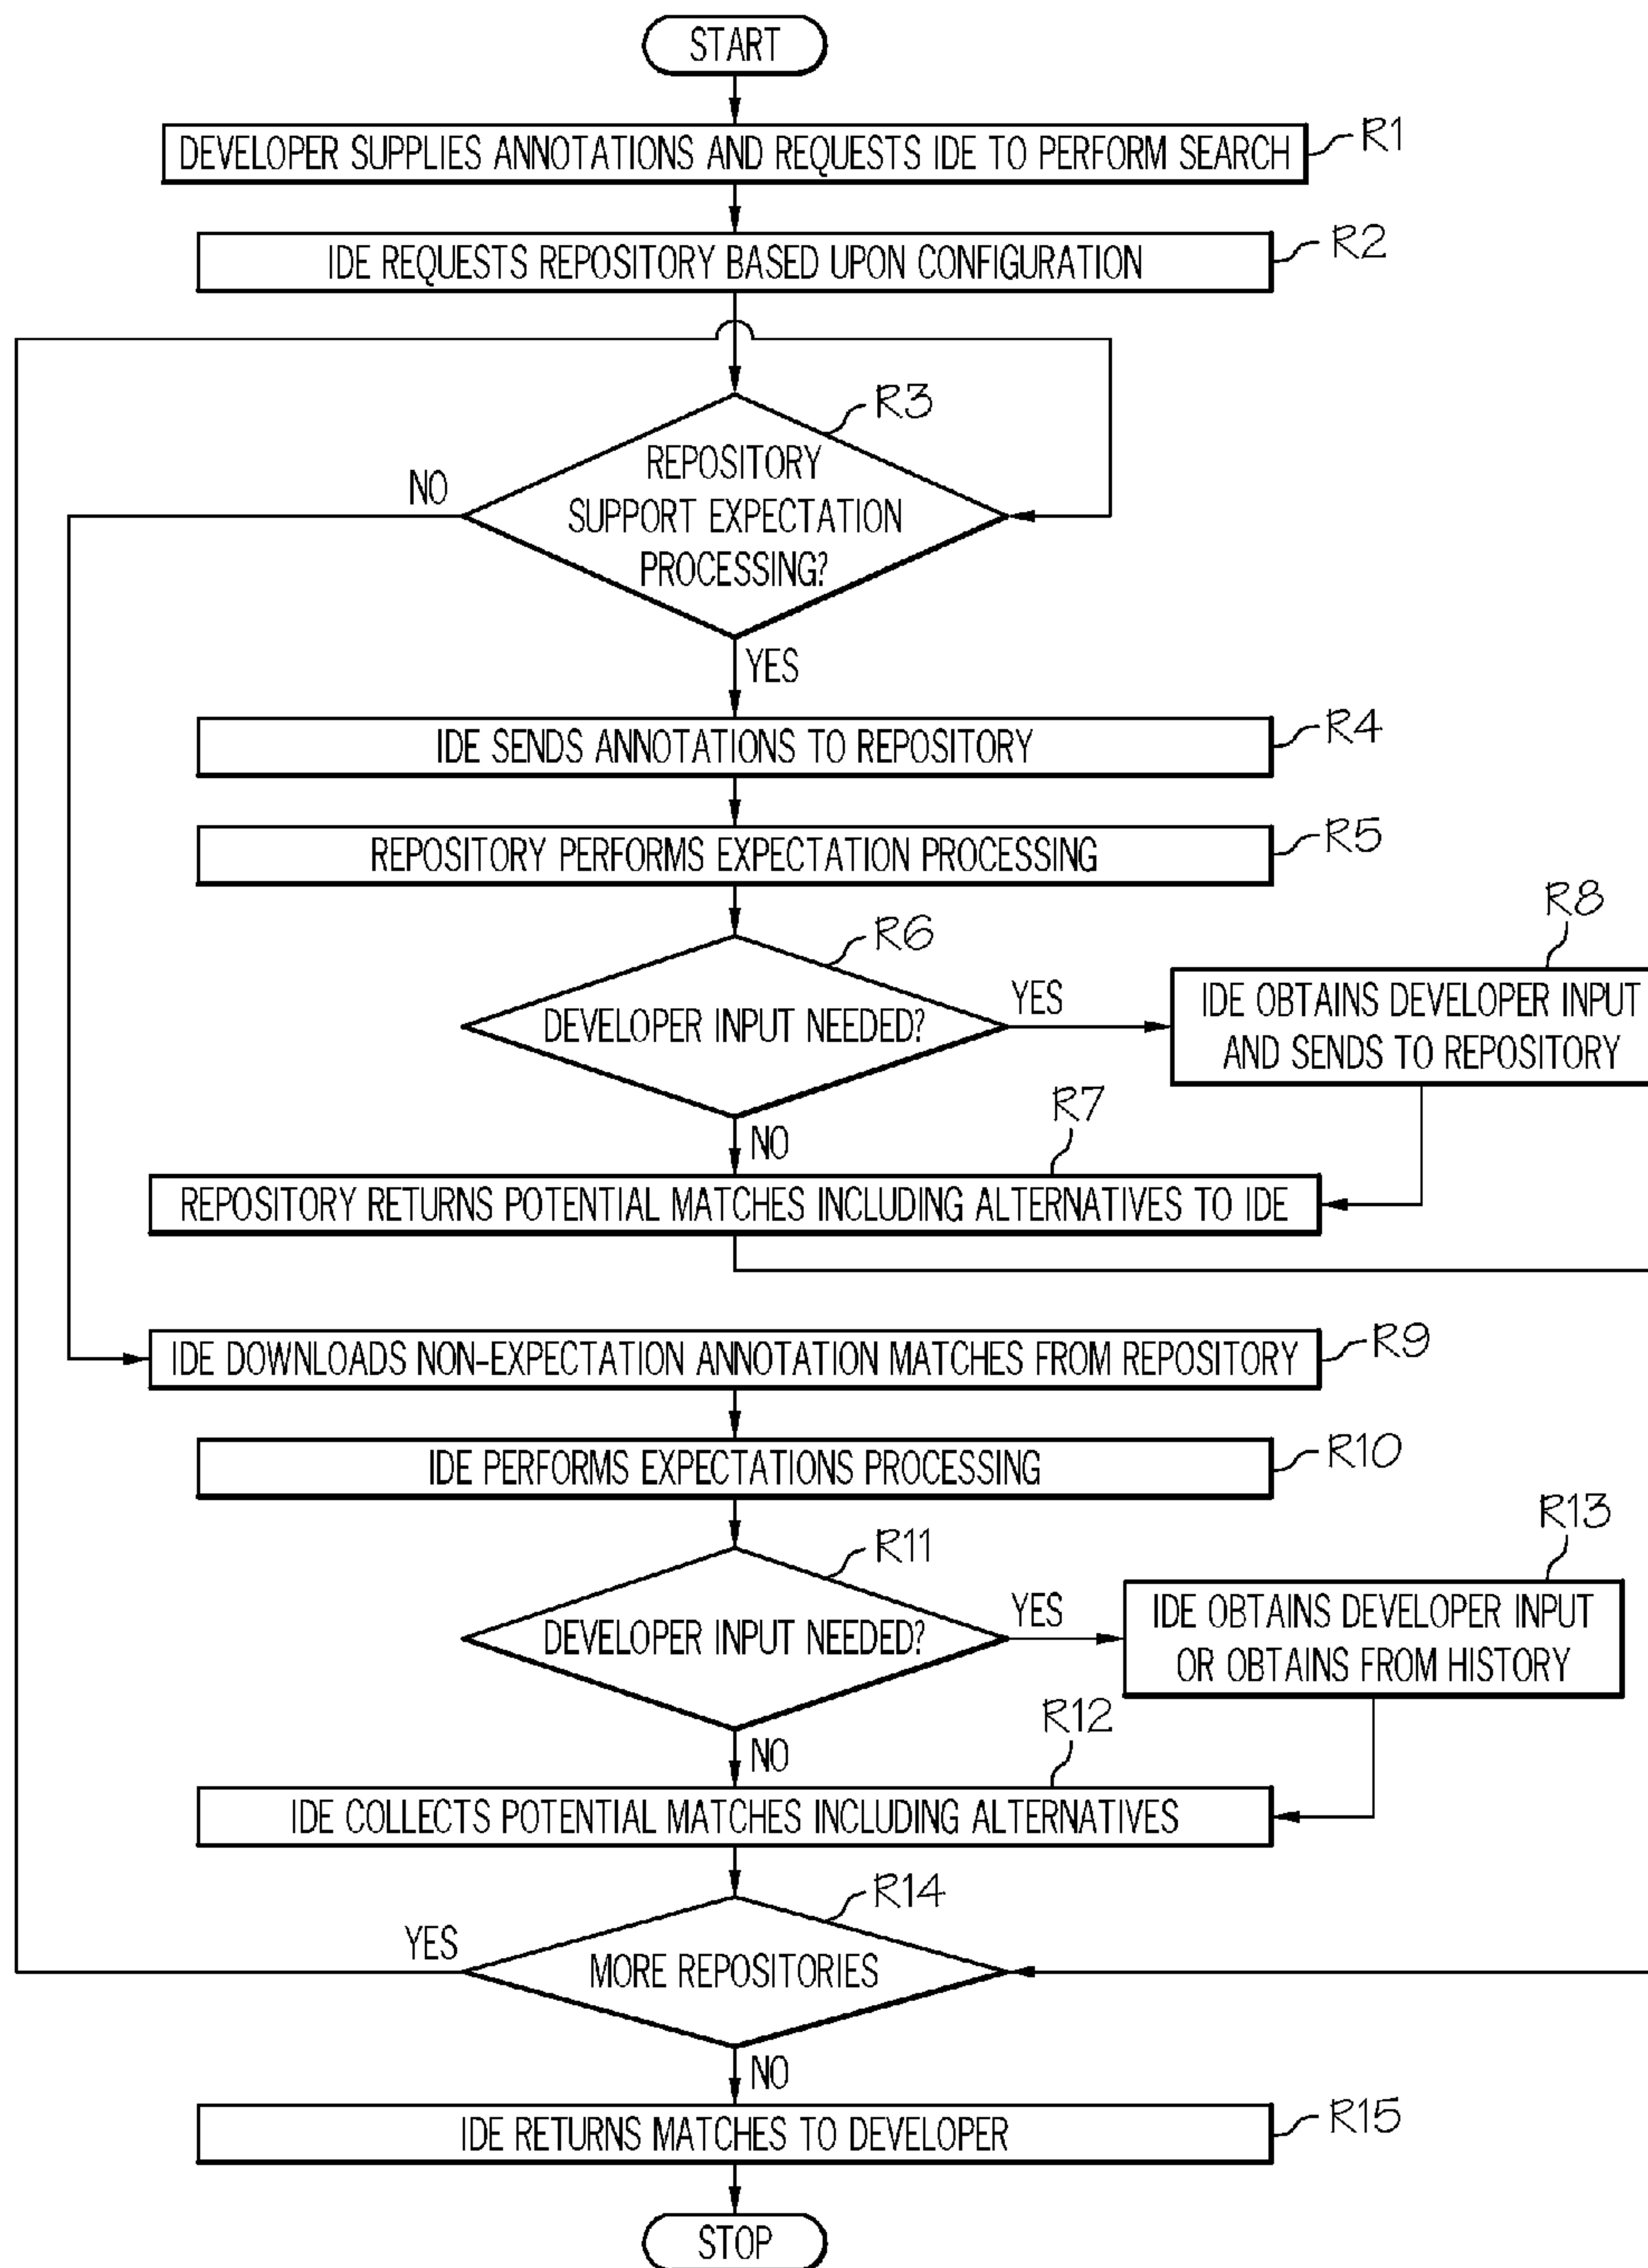 START
DEVELOPER SUPPLIES ANNOTATIONS AND REQUESTS IDE TO PERFORM SEARCH
R1
IDE REQUESTS REPOSITORY BASED UPON CONFIGURATION
R2
R3
REPOSITORY
SUPPORT EXPECTATION
PROCESSING?
NO
YES
IDE SENDS ANNOTATIONS TO REPOSITORY
R4
REPOSITORY PERFORMS EXPECTATION PROCESSING
R5
R6
DEVELOPER INPUT NEEDED?
YES
R8
IDE OBTAINS DEVELOPER INPUT
AND SENDS TO REPOSITORY
NO
R7
REPOSITORY RETURNS POTENTIAL MATCHES INCLUDING ALTERNATIVES TO IDE
IDE DOWNLOADS NON-EXPECTATION ANNOTATION MATCHES FROM REPOSITORY
R9
IDE PERFORMS EXPECTATIONS PROCESSING
R10
R11
DEVELOPER INPUT NEEDED?
YES
R13
IDE OBTAINS DEVELOPER INPUT
OR OBTAINS FROM HISTORY
NO
R12
IDE COLLECTS POTENTIAL MATCHES INCLUDING ALTERNATIVES
R14
YES
MORE REPOSITORIES
NO
IDE RETURNS MATCHES TO DEVELOPER
R15
STOP